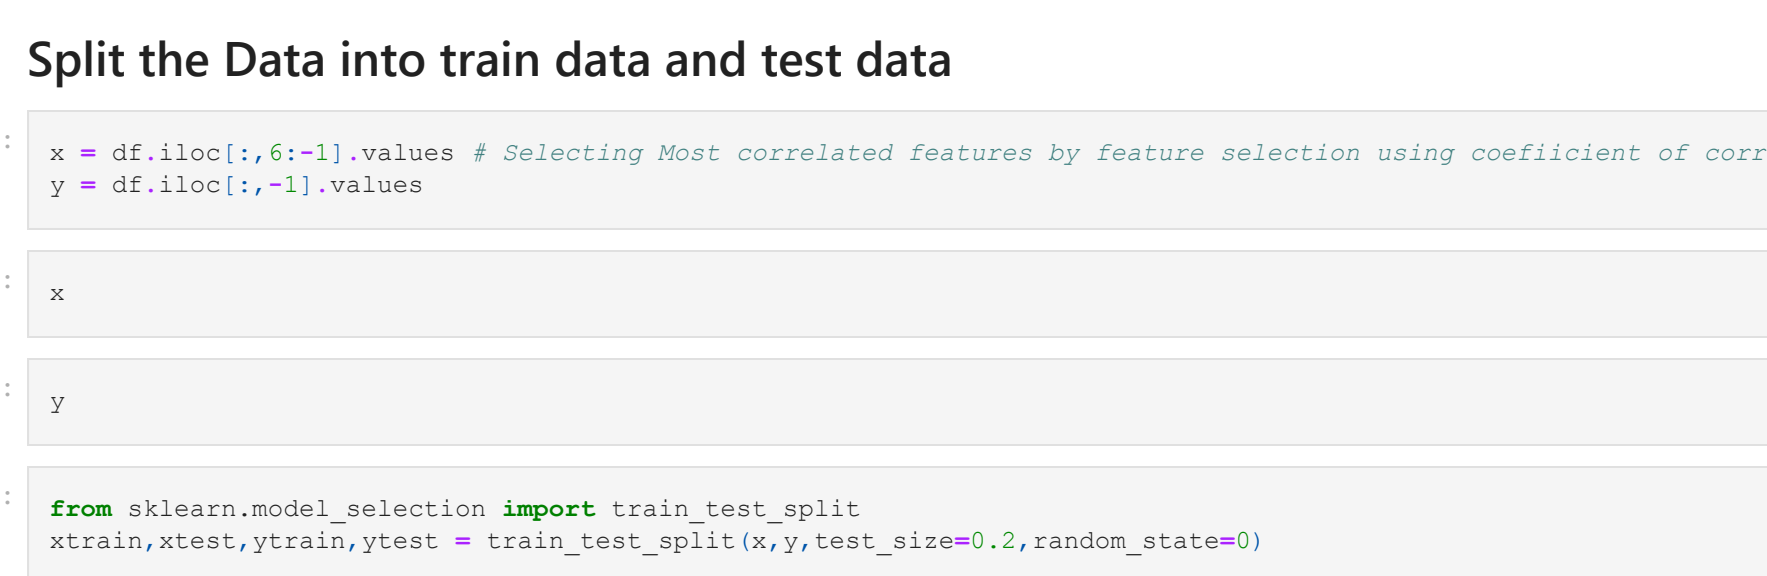 Split the Data into train data and test data
:
x = df.iloc[:,6:-1].values # Selecting Most correlated features by feature selection using coefiicient of corr
y = df.iloc[:,-1].values
:
x
:
y
:
from sklearn.model_selection import train_test_split
xtrain,xtest,ytrain,ytest = train_test_split(x,y,test_size=0.2,random_state=0)